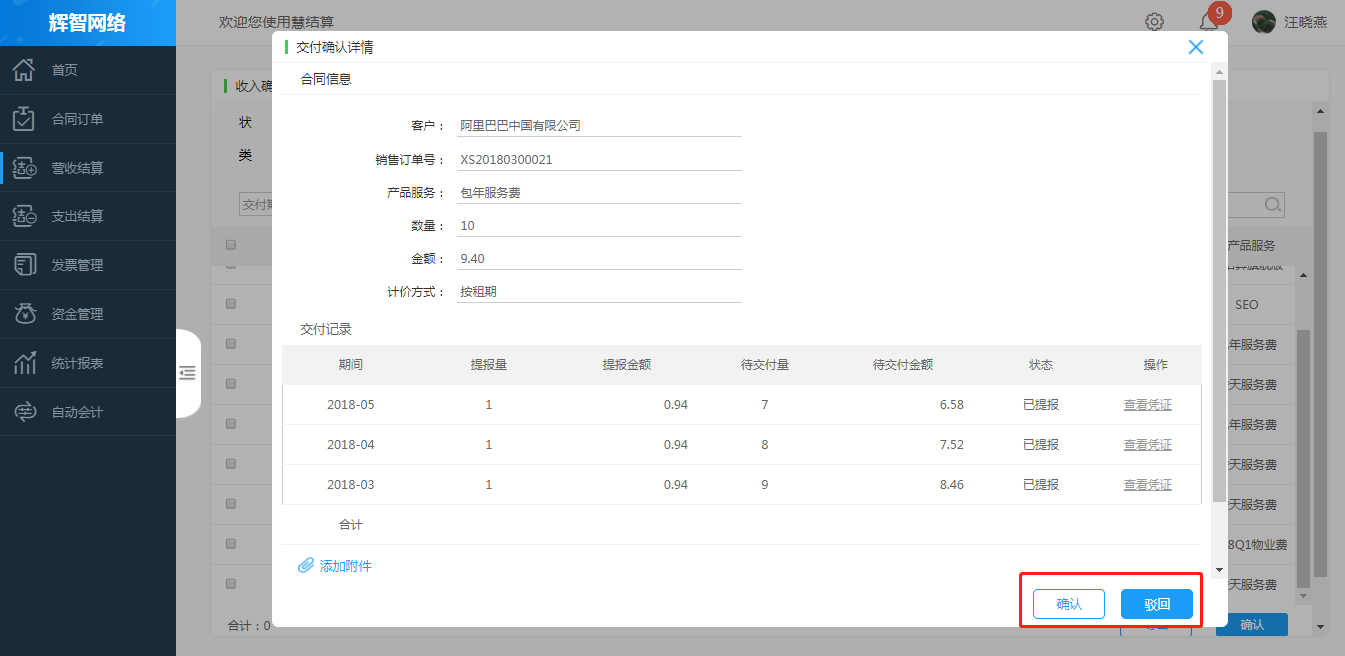 辉智网络
欢迎您使用慧结算
9
汪晓燕
首页
合同订单
营收结算
支出结算
发票管理
资金管理
统计报表
自动会计
收入确
状
类
交付期
合计：0
交付确认详情
合同信息
客户： 阿里巴巴中国有限公司
销售订单号： XS20180300021
产品服务： 包年服务费
数量： 10
金额： 9.40
计价方式： 按租期
交付记录
期间 提报量 提报金额 待交付量 待交付金额 状态 操作
2018-05 1 0.94 7 6.58 已提报 查看凭证
2018-04 1 0.94 8 7.52 已提报 查看凭证
2018-03 1 0.94 9 8.46 已提报 查看凭证
合计
添加附件
确认 驳回
产品服务
SEO
年服务费
天服务费
年服务费
天服务费
天服务费
8Q1物业费
天服务费
确认